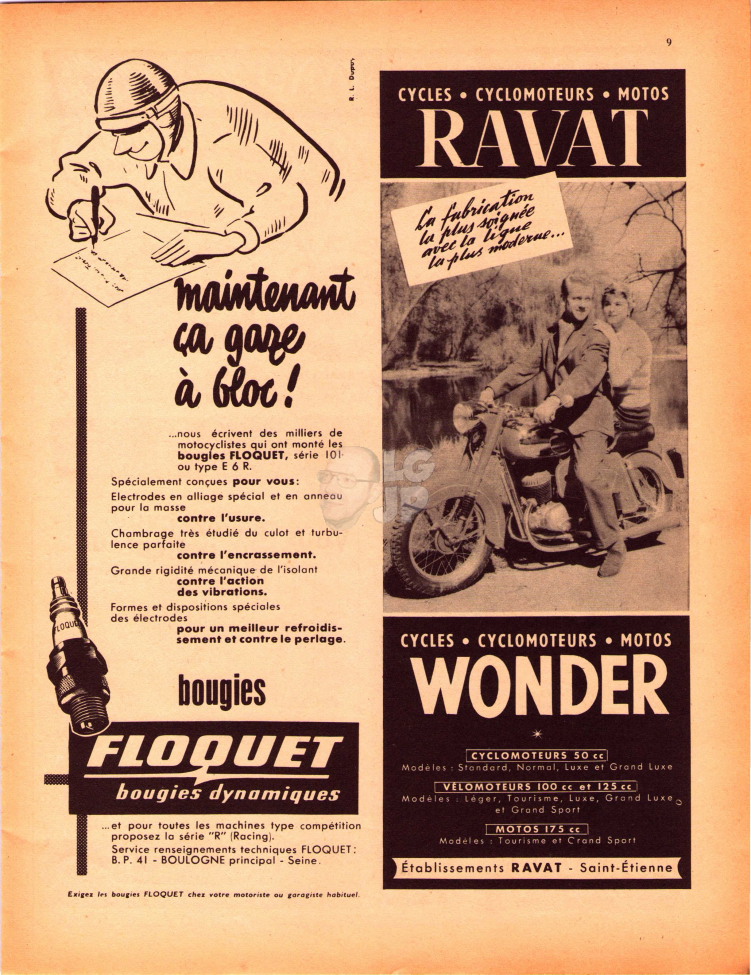 9
R. L. Dupuy
maintenant
ça gaze
à bloc !
...nous écrivent des milliers de
motocyclistes qui ont monté les
bougies FLOQUET, série 101
ou type E 6 R.
Spécialement conçues pour vous :
Electrodes en alliage spécial et en anneau
pour la masse
contre l'usure.
Chambrage très étudié du culot et turbu-
lence parfaite
contre l'encrassement.
Grande rigidité mécanique de l'isolant
contre l'action
des vibrations.
Formes et dispositions spéciales
des électrodes
pour un meilleur refroidis-
sement et contre le perlage.
FLOQUET
bougies
FLOQUET
bougies dynamiques
...et pour toutes les machines type compétition
proposez la série "R" (Racing).
Service renseignements techniques FLOQUET :
B. P. 41 - BOULOGNE principal - Seine.
Exigez les bougies FLOQUET chez votre motoriste ou garagiste habituel.
CYCLES • CYCLOMOTEURS • MOTOS
RAVAT
La fabrication
la plus soignée
avec la ligne
la plus moderne...
LG
JP
CYCLES • CYCLOMOTEURS • MOTOS
WONDER
CYCLOMOTEURS 50 cc
Modèles : Standard, Normal, Luxe et Grand Luxe
VÉLOMOTEURS 100 cc et 125 cc
Modèles : Léger, Tourisme, Luxe, Grand Luxe
et Grand Sport
MOTOS 175 cc
Modèles : Tourisme et Grand Sport
Établissements RAVAT - Saint-Étienne